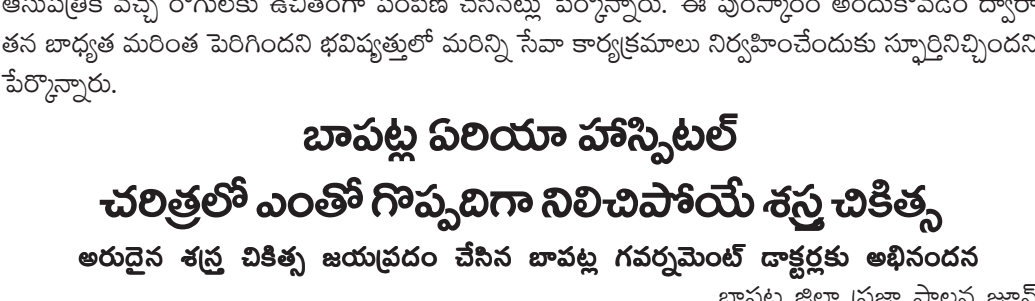 ఆసుపత్రికి వచ్చే రోగులకు ఉచితంగా పంపిణీ చేసినట్లు పేర్కొన్నారు. ఈ పురస్కారం అందుకోవడం ద్వారా
తన బాధ్యత మరింత పెరిగిందని భవిష్యత్తులో మరిన్ని సేవా కార్యక్రమాలు నిర్వహించేందుకు స్ఫూర్తినిచ్చిందని
పేర్కొన్నారు.
బాపట్ల ఏరియా హాస్పిటల్
చరిత్రలో ఎంతో గొప్పదిగా నిలిచిపోయే శస్త్ర చికిత్స
అరుదైన శస్త్ర చికిత్స జయప్రదం చేసిన బావట్ల గవర్నమెంట్ డాక్టర్లకు అభినందన
బాపట్ల జిల్లా ప్రజా పాలన జూన్